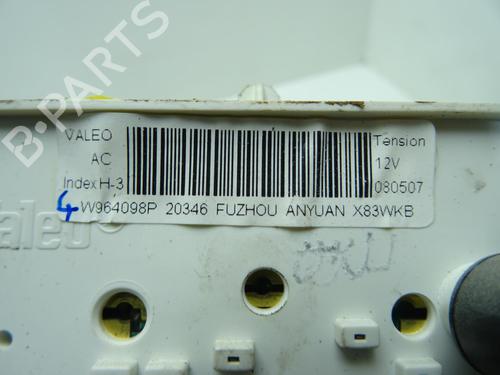 B-PARTS
VALEO
AC
Index H-3
Tension
12V
080507
4 W964098P 20346 FUZHOU ANYUAN X83WKB
Valeo